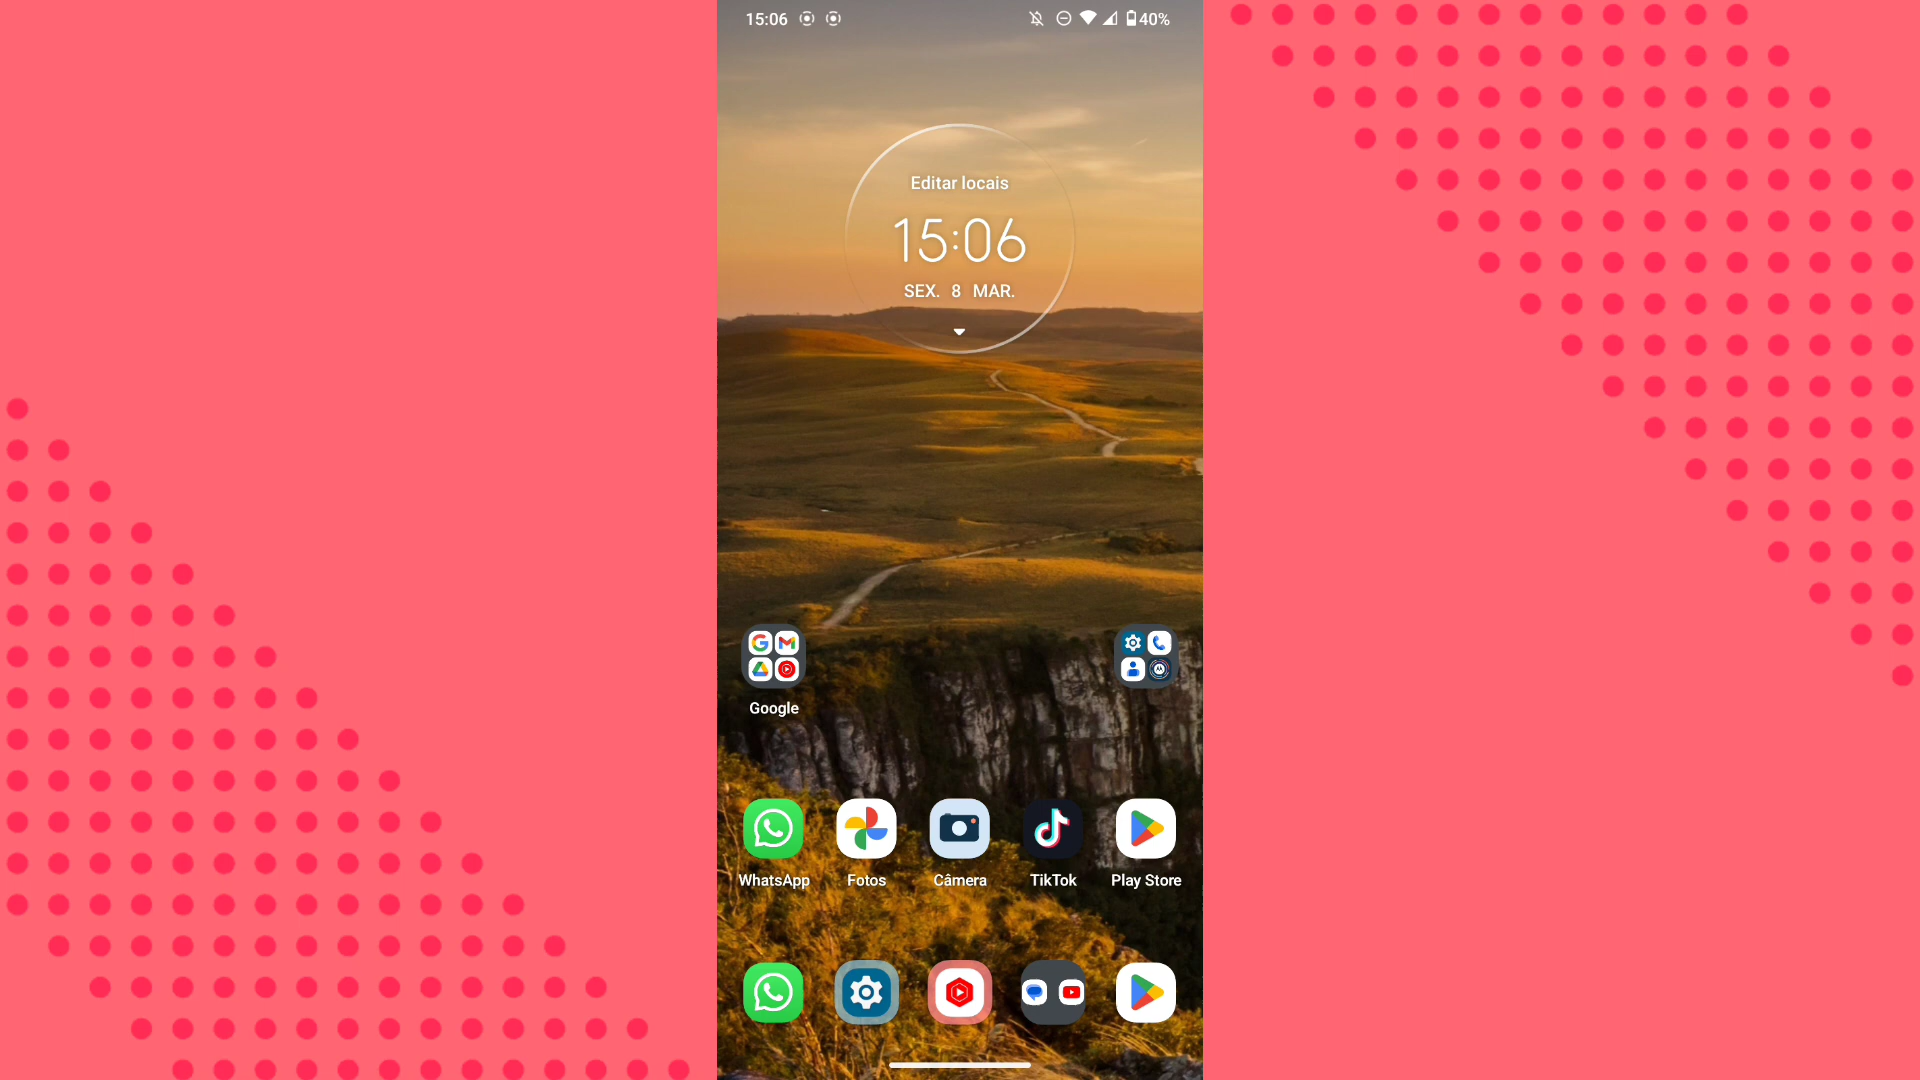 15:06
40%
Editar locais
15:06
SEX. 8 MAR.
Google
WhatsApp
Fotos
Câmera
TikTok
Play Store